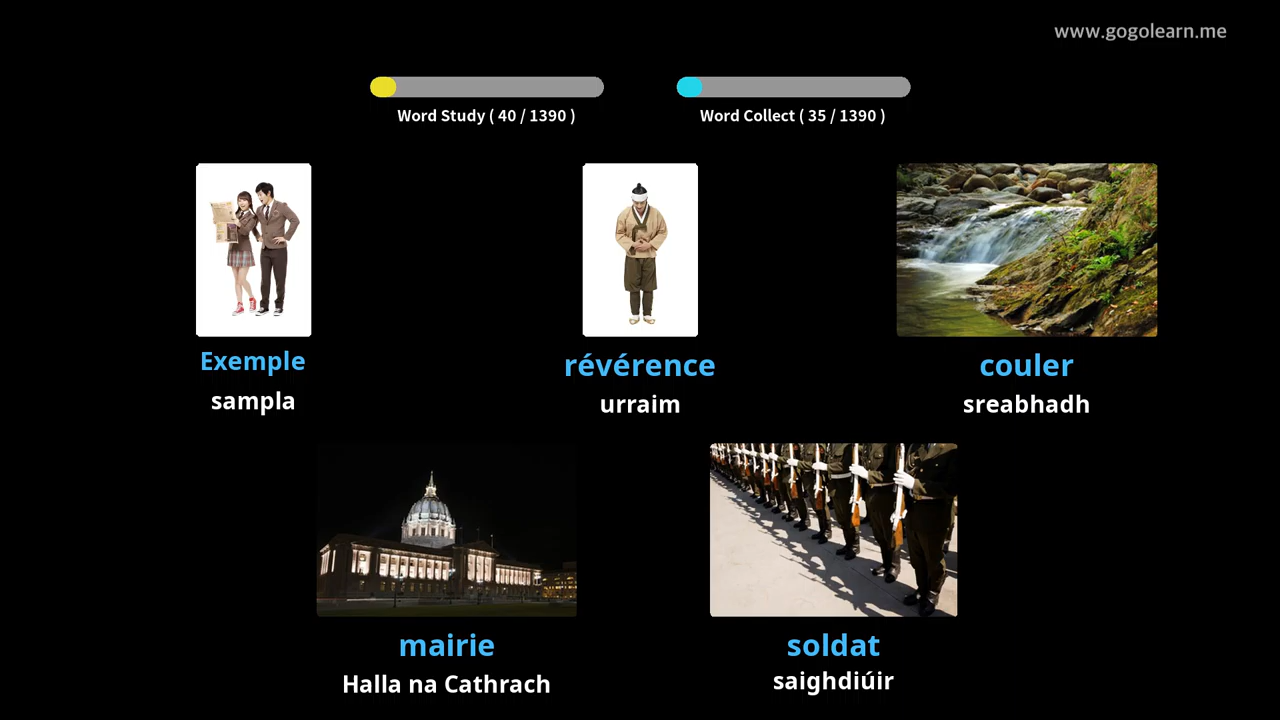 www.gogolearn.me
Word Study ( 40 / 1390 )
Word Collect ( 35 / 1390 )
Exemple
sampla
révérence
urraim
couler
sreabhadh
mairie
Halla na Cathrach
soldat
saighdiúir